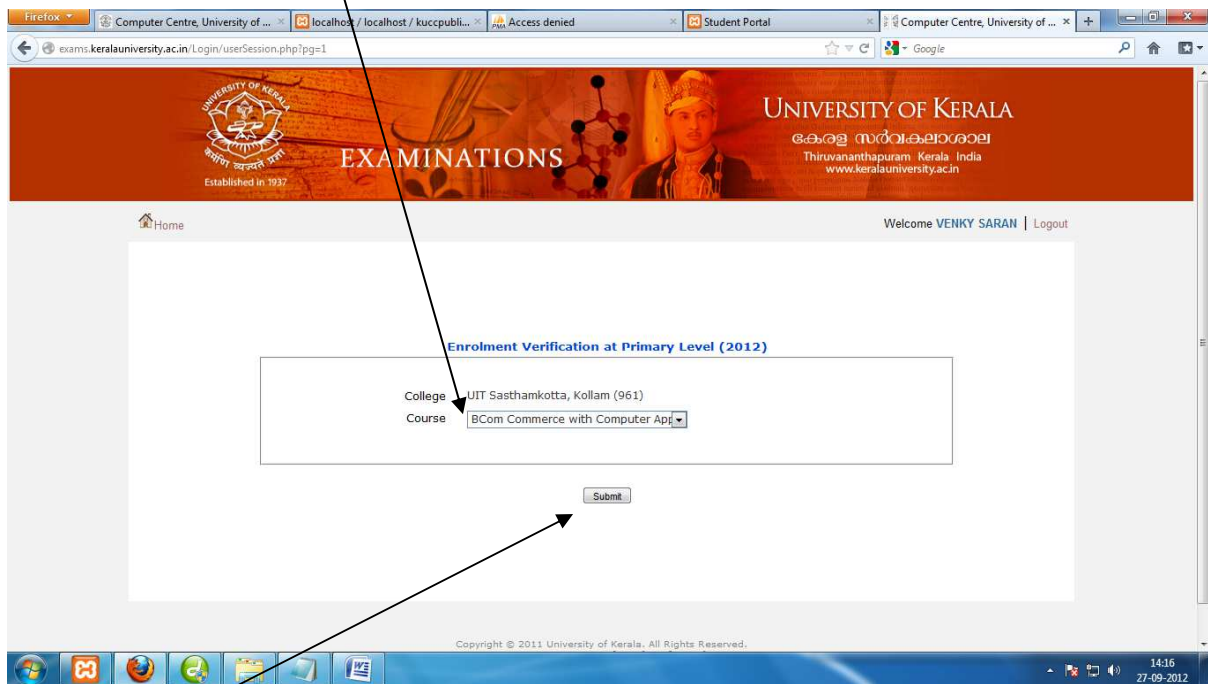 Firefox
Computer Centre, University of ...
localhost / localhost / kuccpubli...
Access denied
Student Portal
Computer Centre, University of ...
exams.keralauniversity.ac.in/Login/userSession.php?pg=1
Google
UNIVERSITY OF KERALA
Established in 1937
EXAMINATIONS
UNIVERSITY OF KERALA
കേരള സർവകലാശാല
Thiruvananthapuram Kerala India
www.keralauniversity.ac.in
Home
Welcome VENKY SARAN | Logout
Enrolment Verification at Primary Level (2012)
College UIT Sasthamkotta, Kollam (961)
Course BCom Commerce with Computer App
Submit
Copyright © 2011 University of Kerala. All Rights Reserved.
14:16
27-09-2012